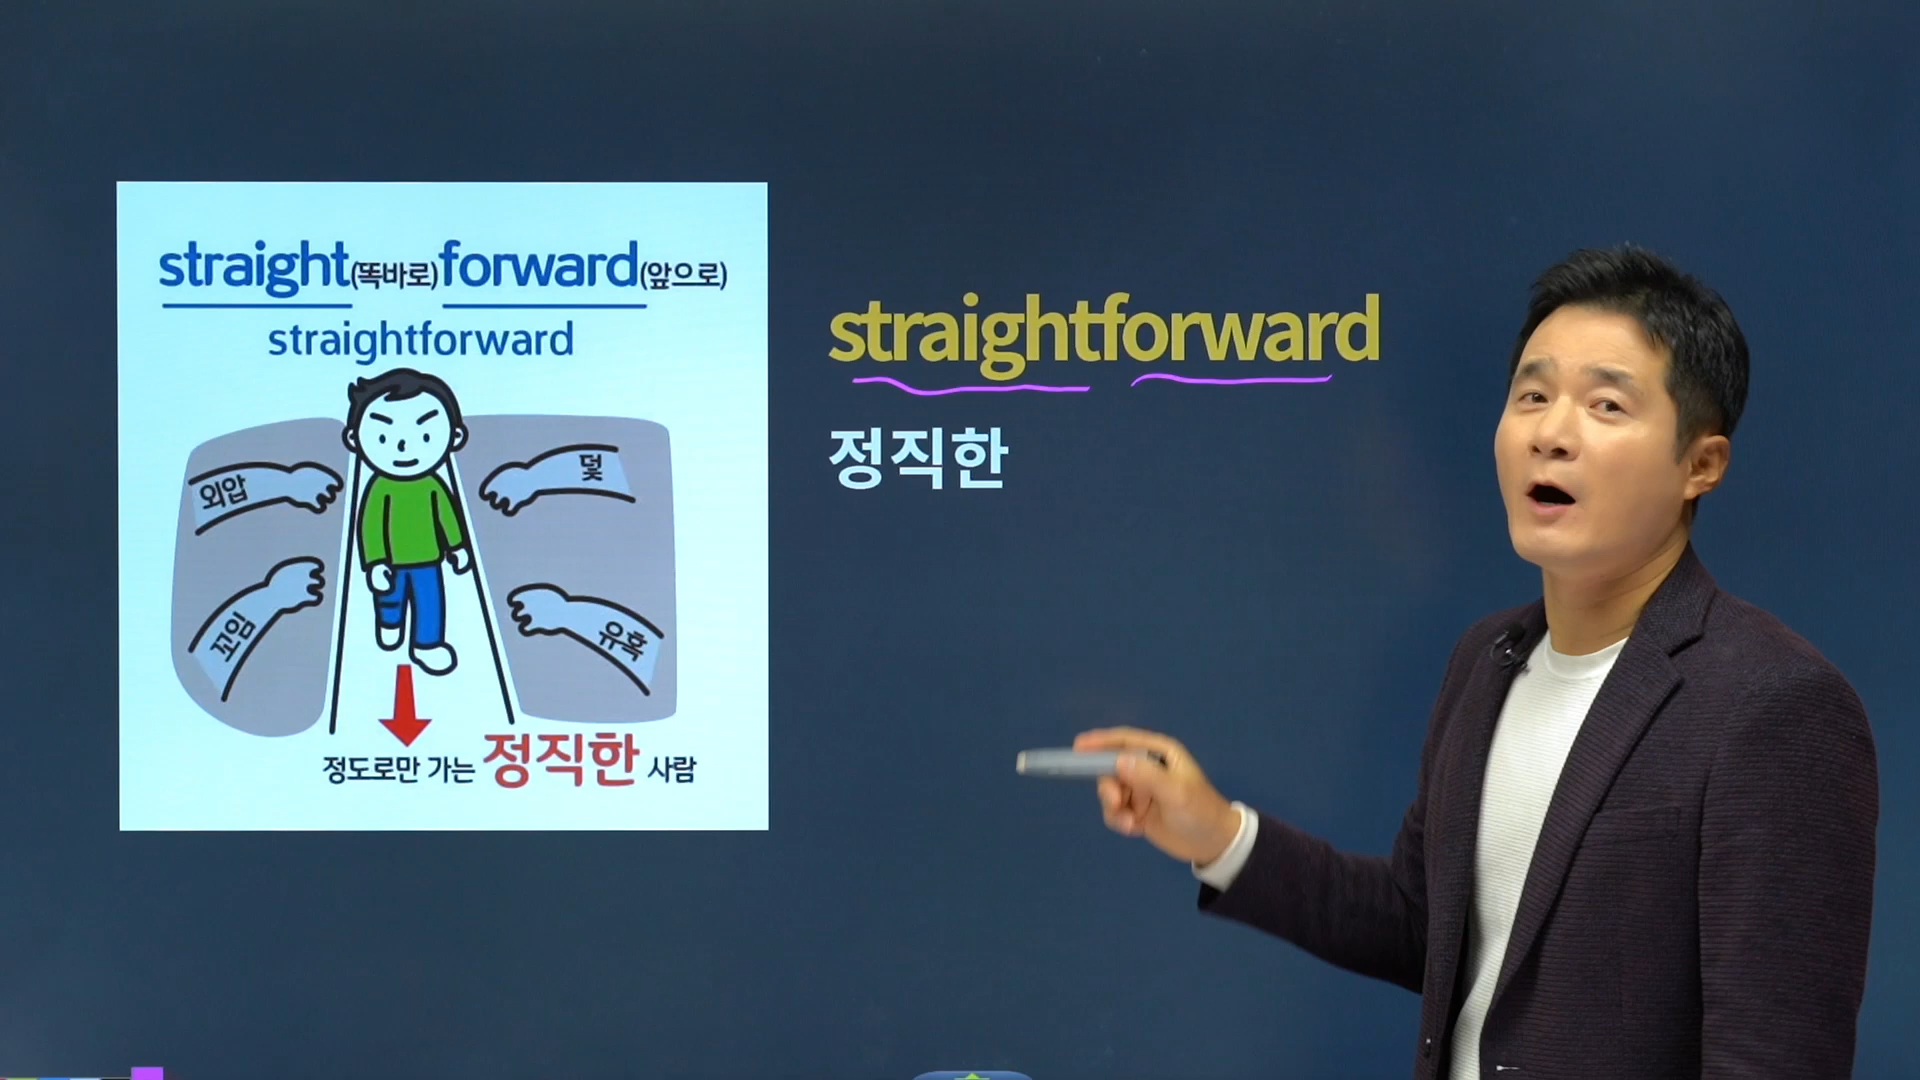 straight(똑바로)forward(앞으로)
straightforward
외압
덫
꼬임
유혹
정도로만 가는 정직한 사람
straightforward
정직한